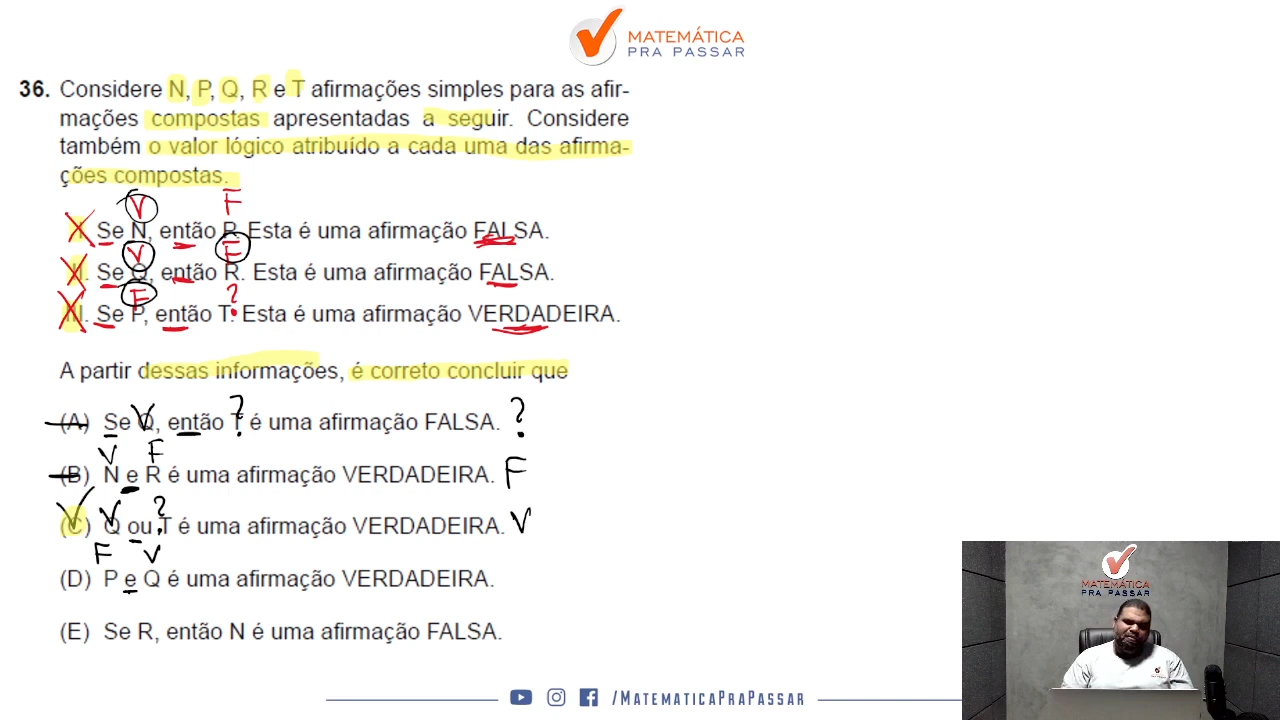 MATEMÁTICA
PRA PASSAR
36. Considere N, P, Q, R e T afirmações simples para as afir-
mações compostas apresentadas a seguir. Considere
também o valor lógico atribuído a cada uma das afirma-
ções compostas.
V F
I. Se N, então P. Esta é uma afirmação FALSA.
V F
II. Se Q, então R. Esta é uma afirmação FALSA.
F ?
III. Se P, então T. Esta é uma afirmação VERDADEIRA.
A partir dessas informações, é correto concluir que
V ?
(A) Se Q, então T é uma afirmação FALSA. ?
V F
(B) N e R é uma afirmação VERDADEIRA. F
V V ?
(C) Q ou T é uma afirmação VERDADEIRA. V
F V
(D) P e Q é uma afirmação VERDADEIRA.
(E) Se R, então N é uma afirmação FALSA.
MATEMÁTICA
PRA PASSAR
/MATEMATICAPRAPASSAR